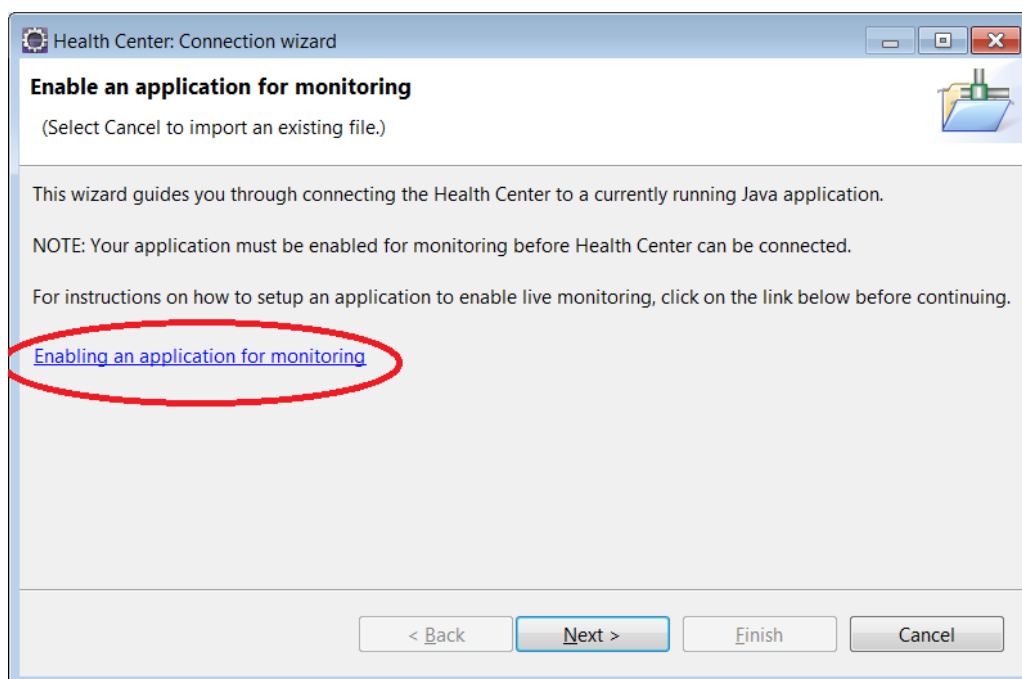 Health Center: Connection wizard
Enable an application for monitoring
(Select Cancel to import an existing file.)
This wizard guides you through connecting the Health Center to a currently running Java application.
NOTE: Your application must be enabled for monitoring before Health Center can be connected.
For instructions on how to setup an application to enable live monitoring, click on the link below before continuing.
Enabling an application for monitoring
< Back Next > Finish Cancel